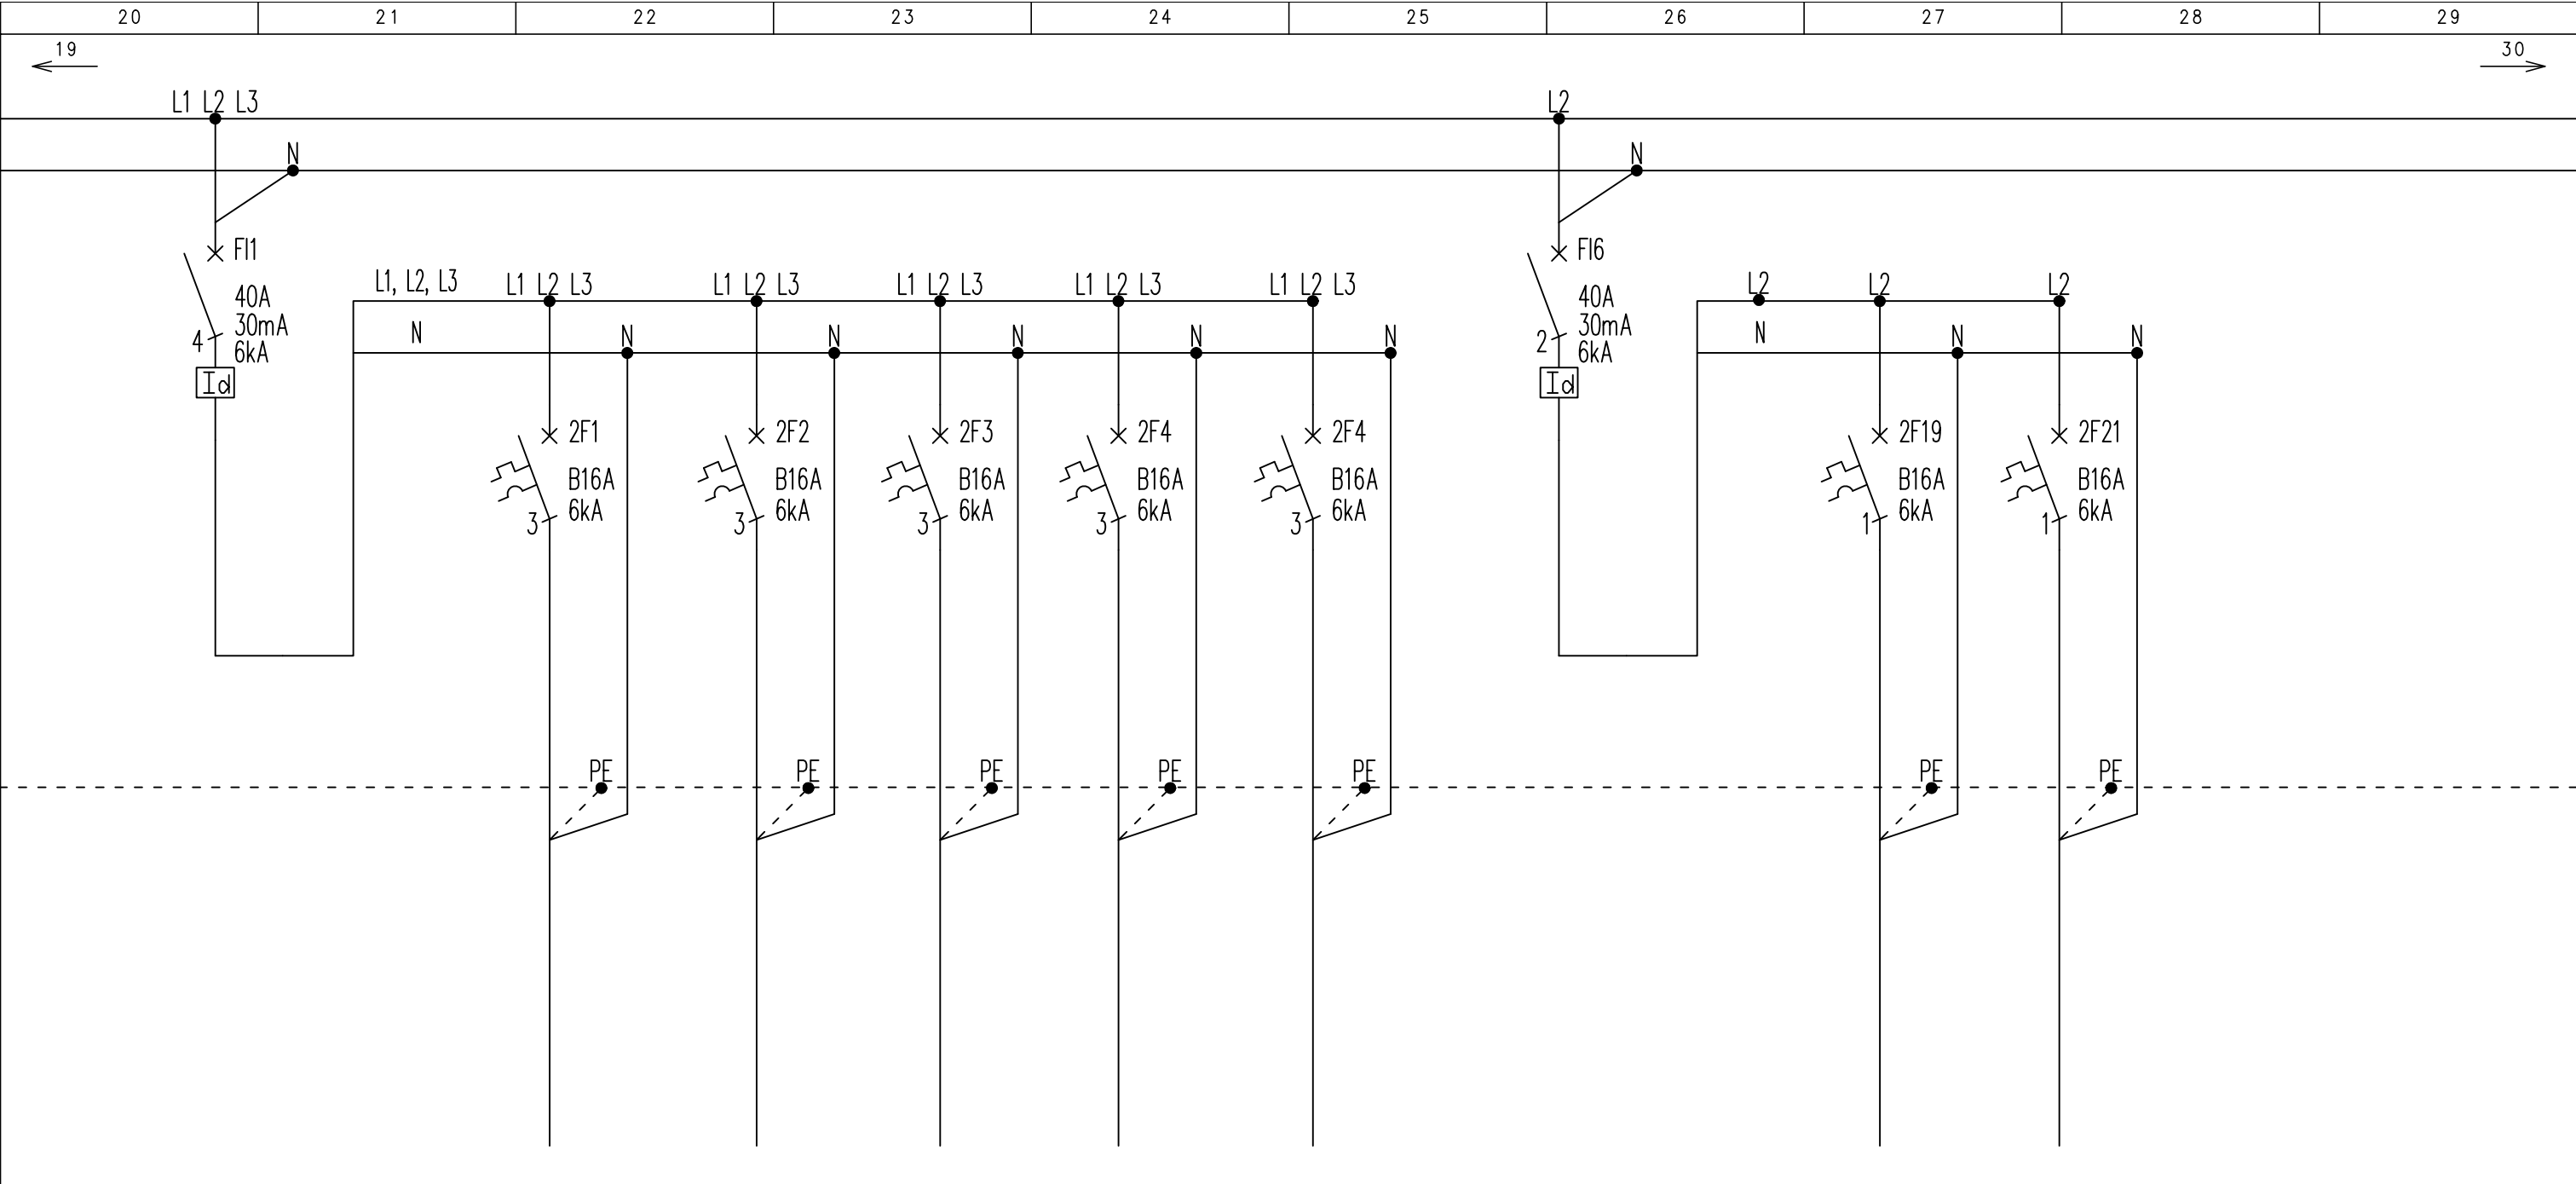 20 21 22 23 24 25 26 27 28 29
19 30
L1 L2 L3 L2
N N
FI1
40A
30mA
6kA
4
Id
L1, L2, L3
N
L1 L2 L3
N
2F1
B16A
6kA
3
PE
L1 L2 L3
N
2F2
B16A
6kA
3
PE
L1 L2 L3
N
2F3
B16A
6kA
3
PE
L1 L2 L3
N
2F4
B16A
6kA
3
PE
L1 L2 L3
N
2F4
B16A
6kA
3
PE
FI6
40A
30mA
6kA
2
Id
L2
N
L2
N
2F19
B16A
6kA
1
PE
L2
N
2F21
B16A
6kA
1
PE